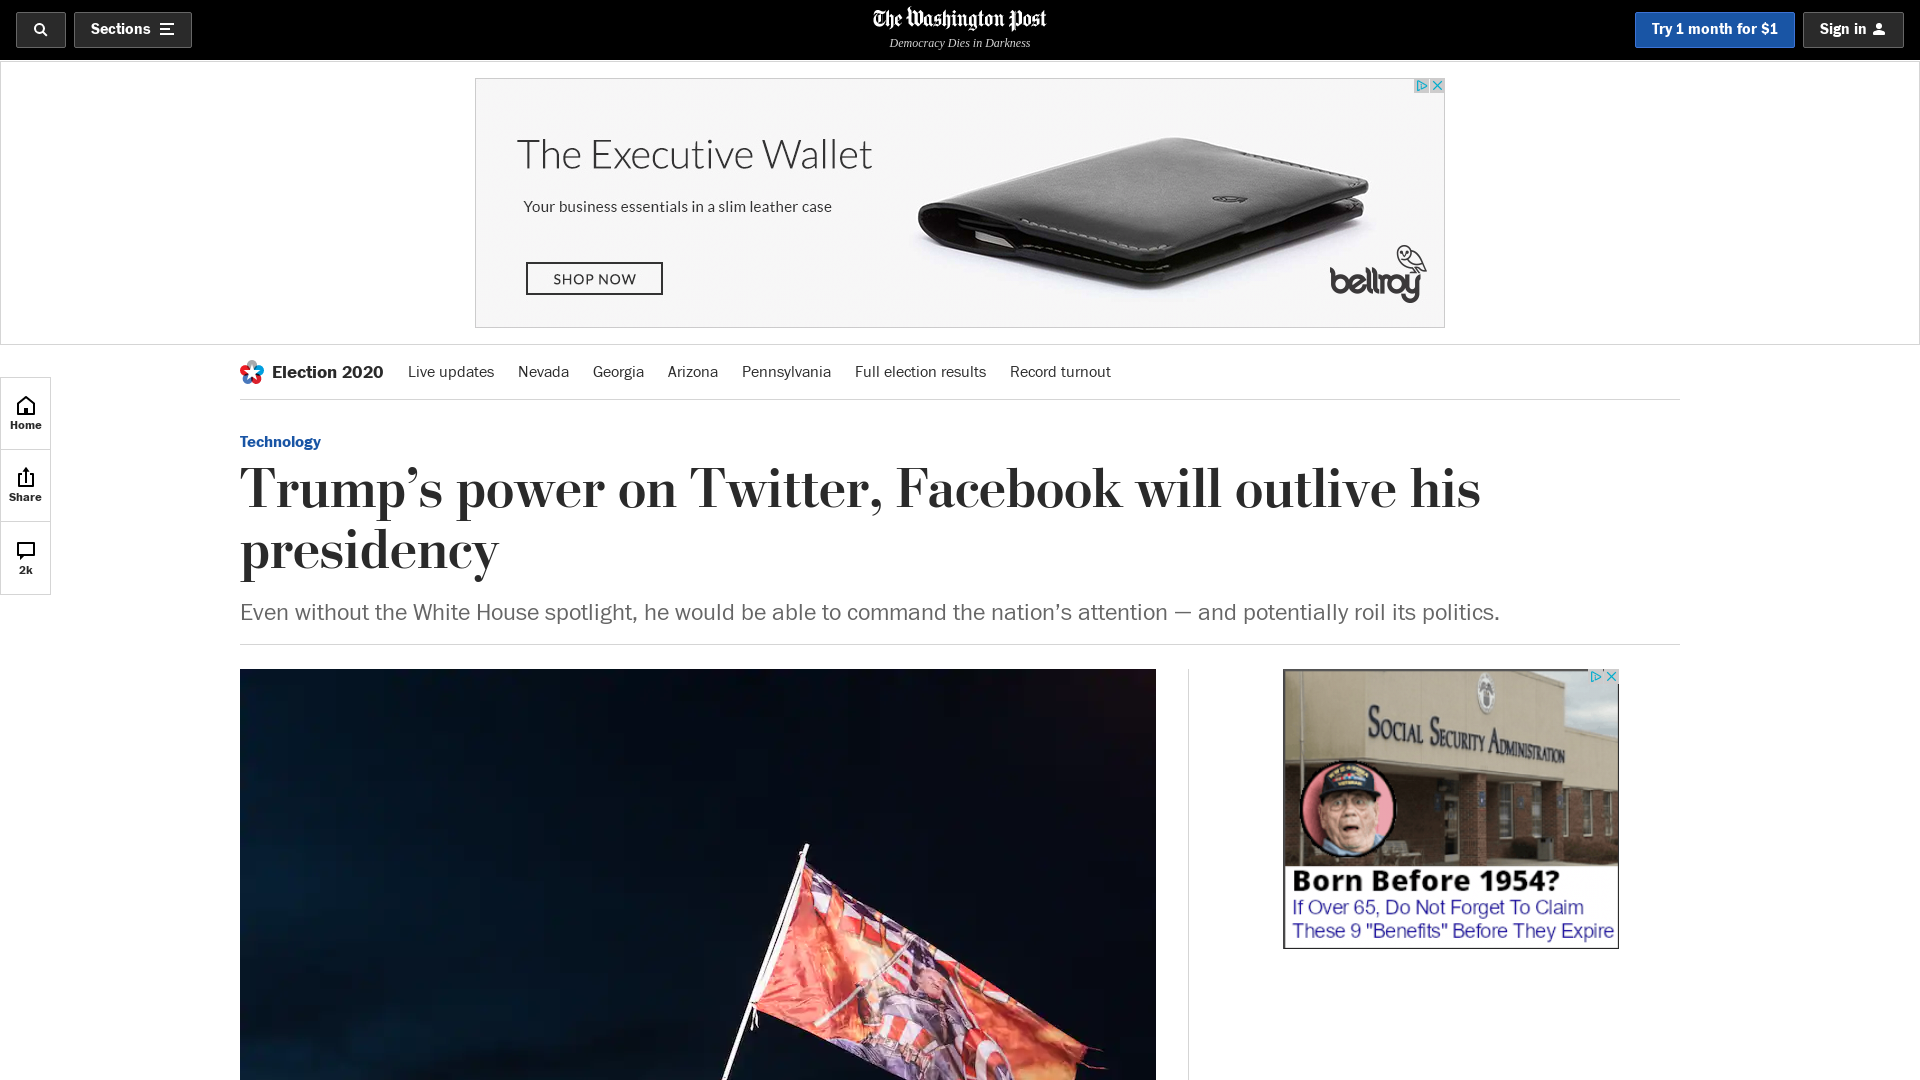 Sections
The Washington Post
Democracy Dies in Darkness
Try 1 month for $1
Sign in
The Executive Wallet
Your business essentials in a slim leather case
SHOP NOW
bellroy
Election 2020
Live updates
Nevada
Georgia
Arizona
Pennsylvania
Full election results
Record turnout
Home
Share
2k
Technology
Trump’s power on Twitter, Facebook will outlive his
presidency
Even without the White House spotlight, he would be able to command the nation’s attention — and potentially roil its politics.
SOCIAL SECURITY ADMINISTRATION
Born Before 1954?
If Over 65, Do Not Forget To Claim
These 9 "Benefits" Before They Expire